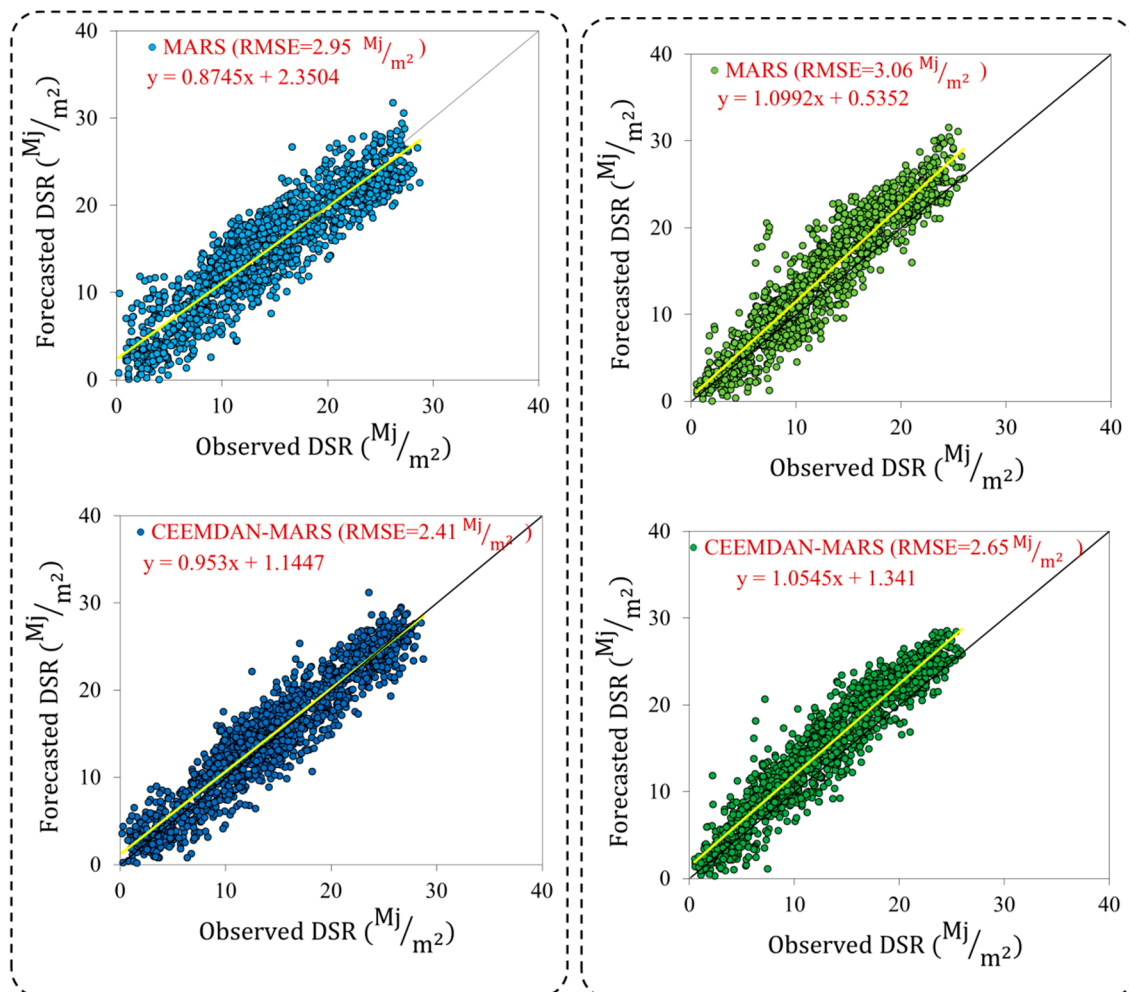 MARS (RMSE=2.95 Mj/m²)
y = 0.8745x + 2.3504
Forecasted DSR (Mj/m²)
40
30
20
10
0
0 10 20 30 40
Observed DSR (Mj/m²)
MARS (RMSE=3.06 Mj/m²)
y = 1.0992x + 0.5352
Forecasted DSR (Mj/m²)
40
30
20
10
0
0 10 20 30 40
Observed DSR (Mj/m²)
CEEMDAN-MARS (RMSE=2.41 Mj/m²)
y = 0.953x + 1.1447
Forecasted DSR (Mj/m²)
40
30
20
10
0
0 10 20 30 40
Observed DSR (Mj/m²)
CEEMDAN-MARS (RMSE=2.65 Mj/m²)
y = 1.0545x + 1.341
Forecasted DSR (Mj/m²)
40
30
20
10
0
0 10 20 30 40
Observed DSR (Mj/m²)